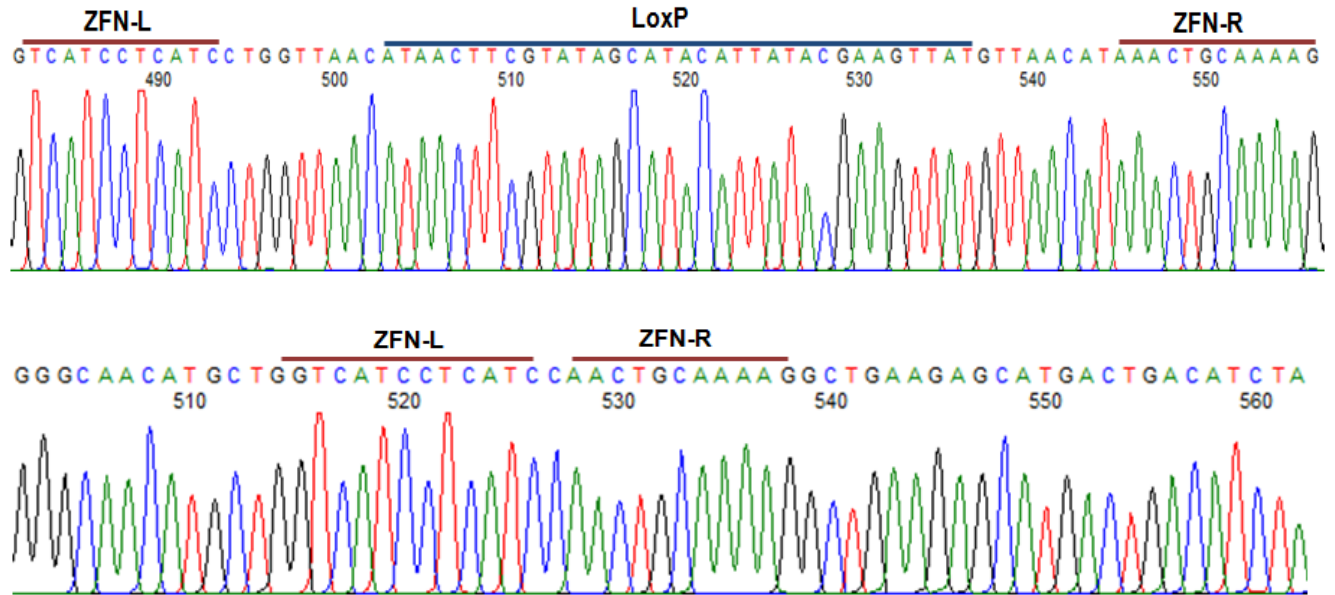 ZFN-L LoxP ZFN-R
GTCATCCTCATCCTGGTTAACATAACTTCGTATAGCATACATTATACGAAGTTATGTTAACATAAACTGCAAAAG
490 500 510 520 530 540 550
ZFN-L ZFN-R
GGGCAACATGCTGGTCATCCTCATCCAACTGCAAAAGGCTGAAGAGCATGACTGACATCTA
510 520 530 540 550 560